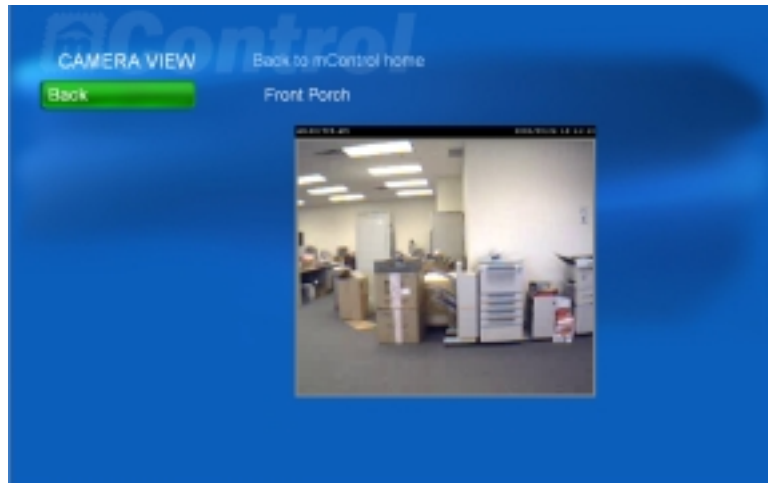 mControl
CAMERA VIEW
Back to mControl home
Back
Front Porch